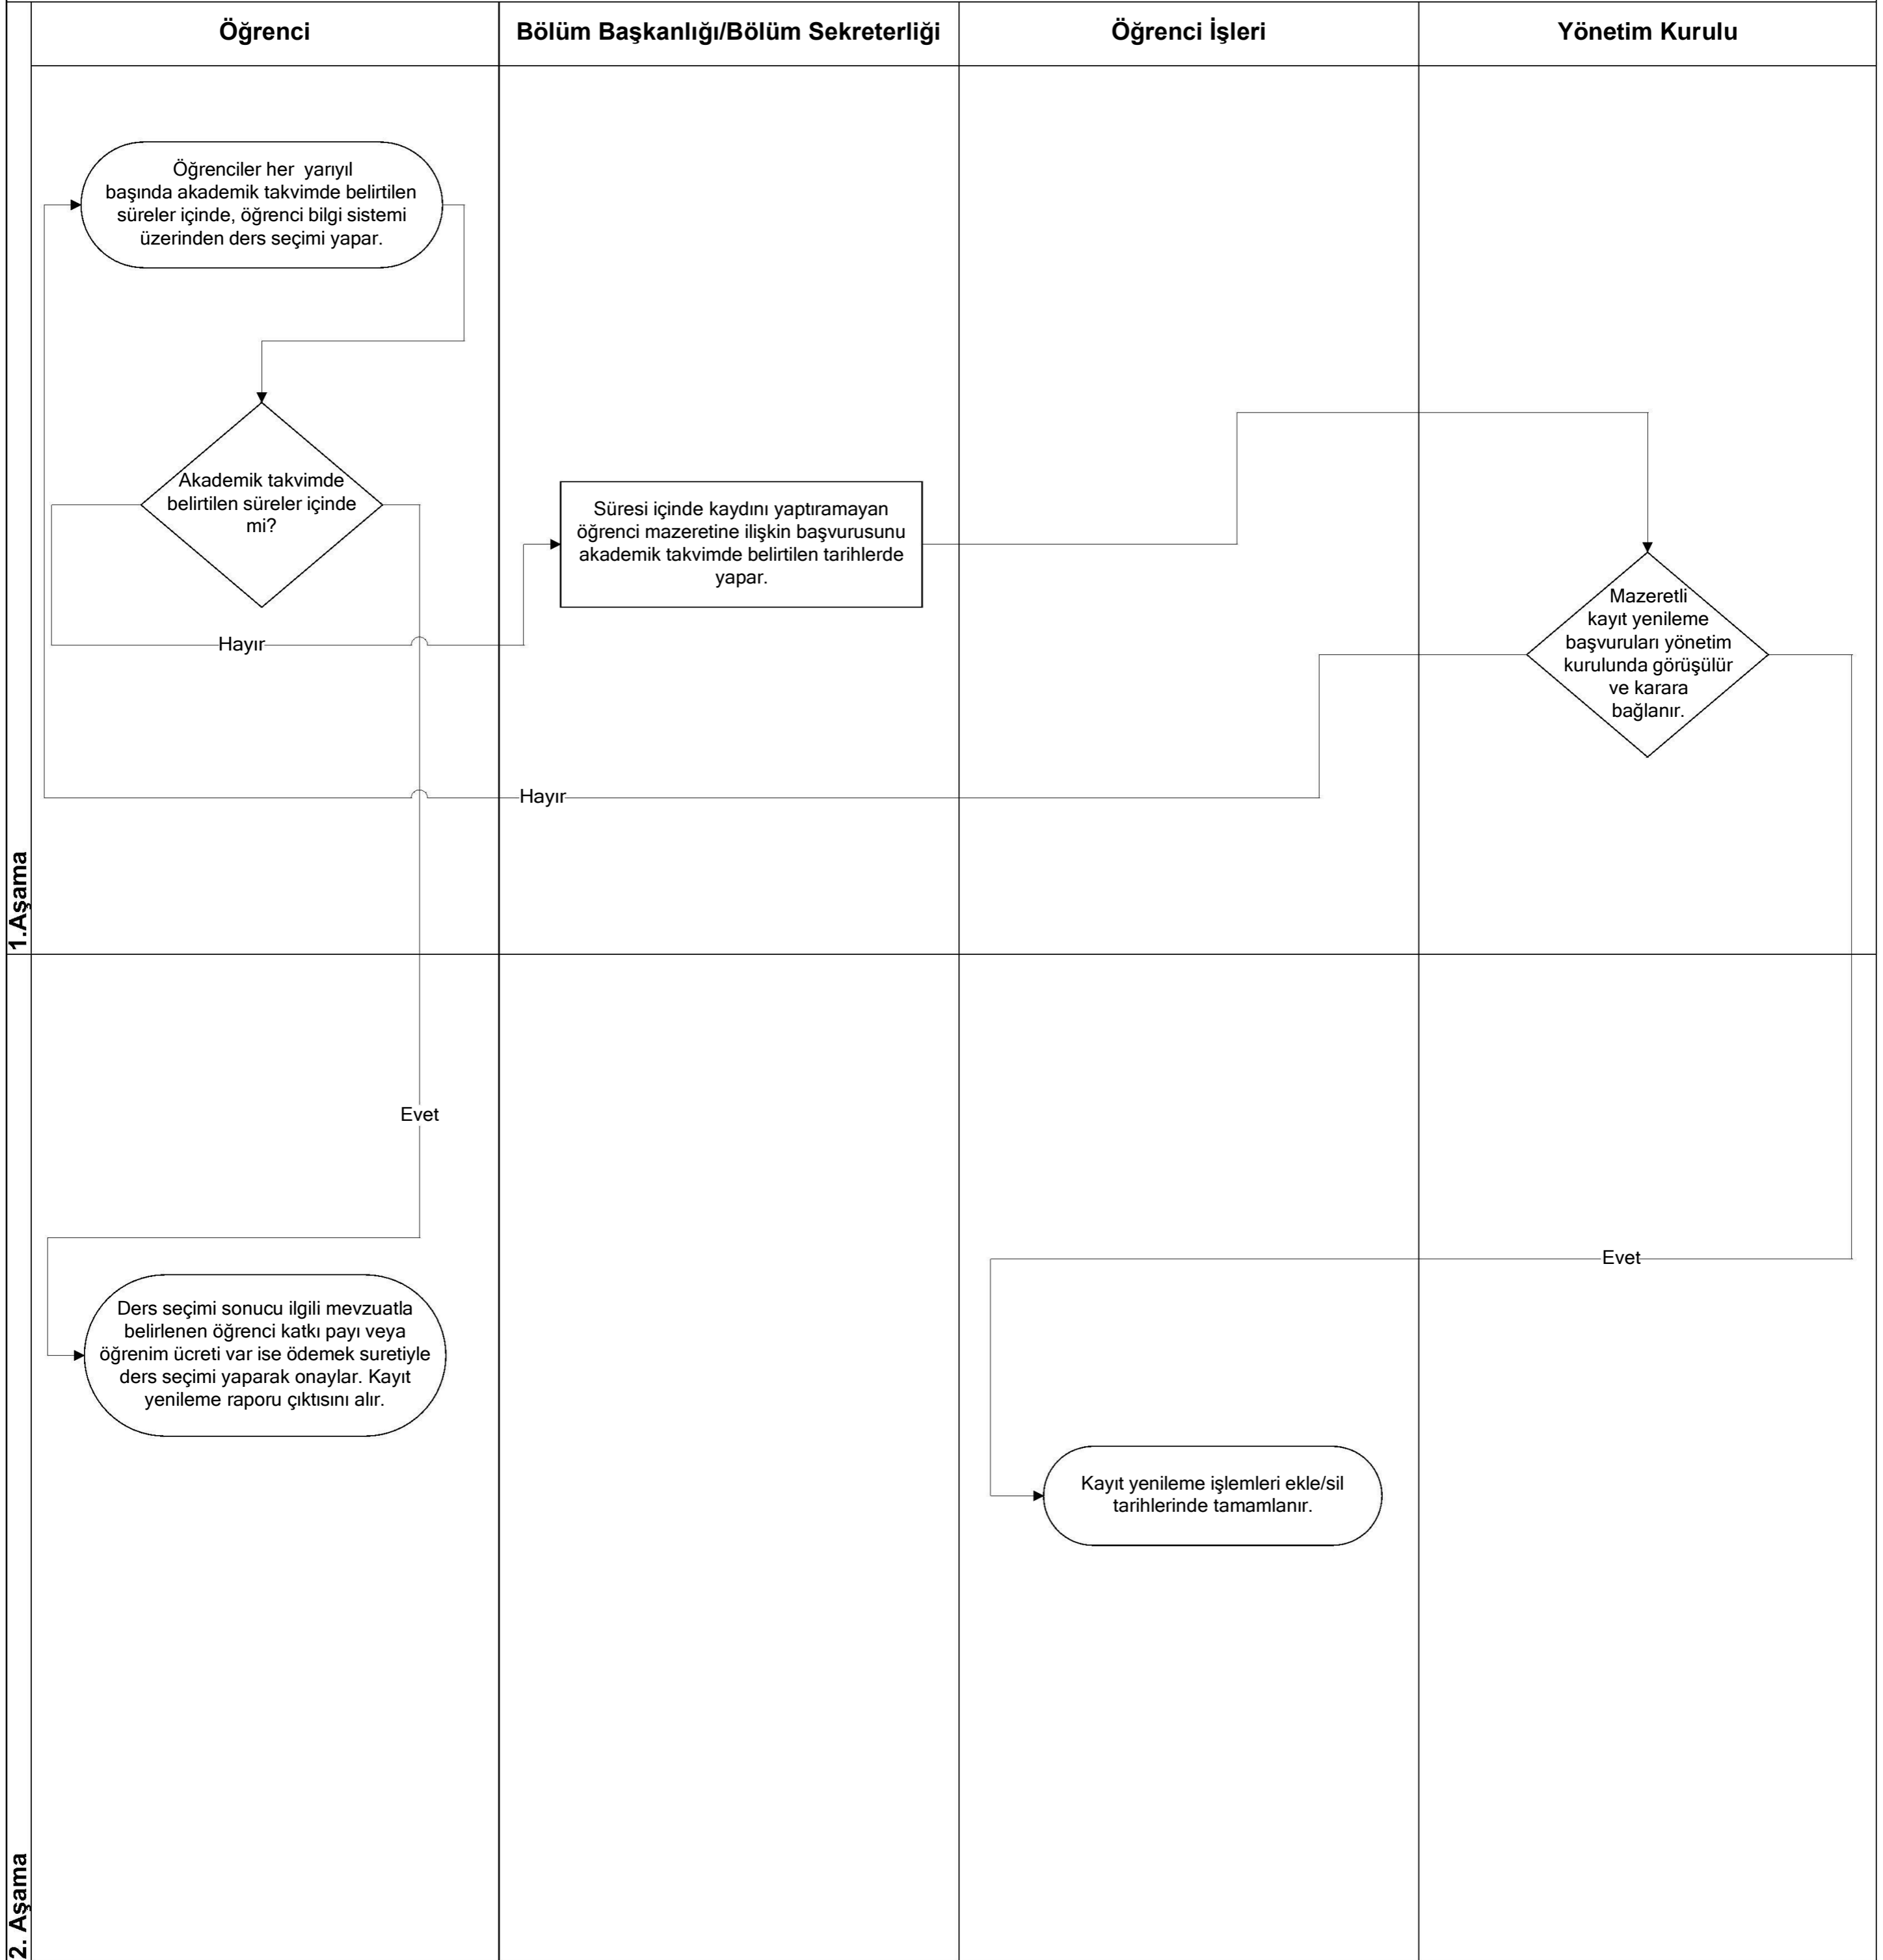 Öğrenci
Bölüm Başkanlığı/Bölüm Sekreterliği
Öğrenci İşleri
Yönetim Kurulu
1.Aşama
Öğrenciler her yarıyıl
başında akademik takvimde belirtilen
süreler içinde, öğrenci bilgi sistemi
üzerinden ders seçimi yapar.
Akademik takvimde
belirtilen süreler içinde
mi?
Hayır
Süresi içinde kaydını yaptıramayan
öğrenci mazeretine ilişkin başvurusunu
akademik takvimde belirtilen tarihlerde
yapar.
Mazeretli
kayıt yenileme
başvuruları yönetim
kurulunda görüşülür
ve karara
bağlanır.
Hayır
2. Aşama
Evet
Evet
Ders seçimi sonucu ilgili mevzuatla
belirlenen öğrenci katkı payı veya
öğrenim ücreti var ise ödemek suretiyle
ders seçimi yaparak onaylar. Kayıt
yenileme raporu çıktısını alır.
Kayıt yenileme işlemleri ekle/sil
tarihlerinde tamamlanır.